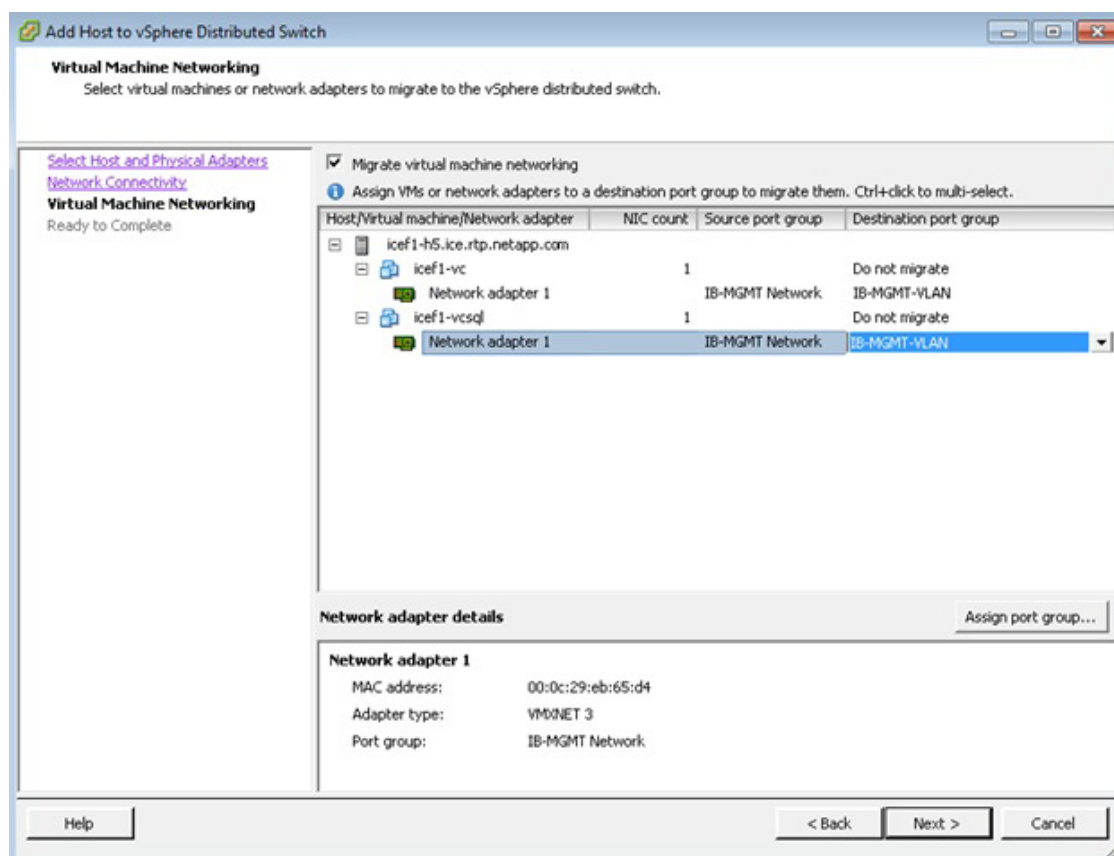 Add Host to vSphere Distributed Switch
Virtual Machine Networking
Select virtual machines or network adapters to migrate to the vSphere distributed switch.
Select Host and Physical Adapters
Network Connectivity
Virtual Machine Networking
Ready to Complete
Migrate virtual machine networking
Assign VMs or network adapters to a destination port group to migrate them. Ctrl+click to multi-select.
Host/Virtual machine/Network adapter NIC count Source port group Destination port group
icef1-h5.ice.rtp.netapp.com
icef1-vc 1 Do not migrate
Network adapter 1 IB-MGMT Network IB-MGMT-VLAN
icef1-vcsql 1 Do not migrate
Network adapter 1 IB-MGMT Network IB-MGMT-VLAN
Network adapter details
Assign port group...
Network adapter 1
MAC address: 00:0c:29:eb:65:d4
Adapter type: VMXNET 3
Port group: IB-MGMT Network
Help < Back Next > Cancel